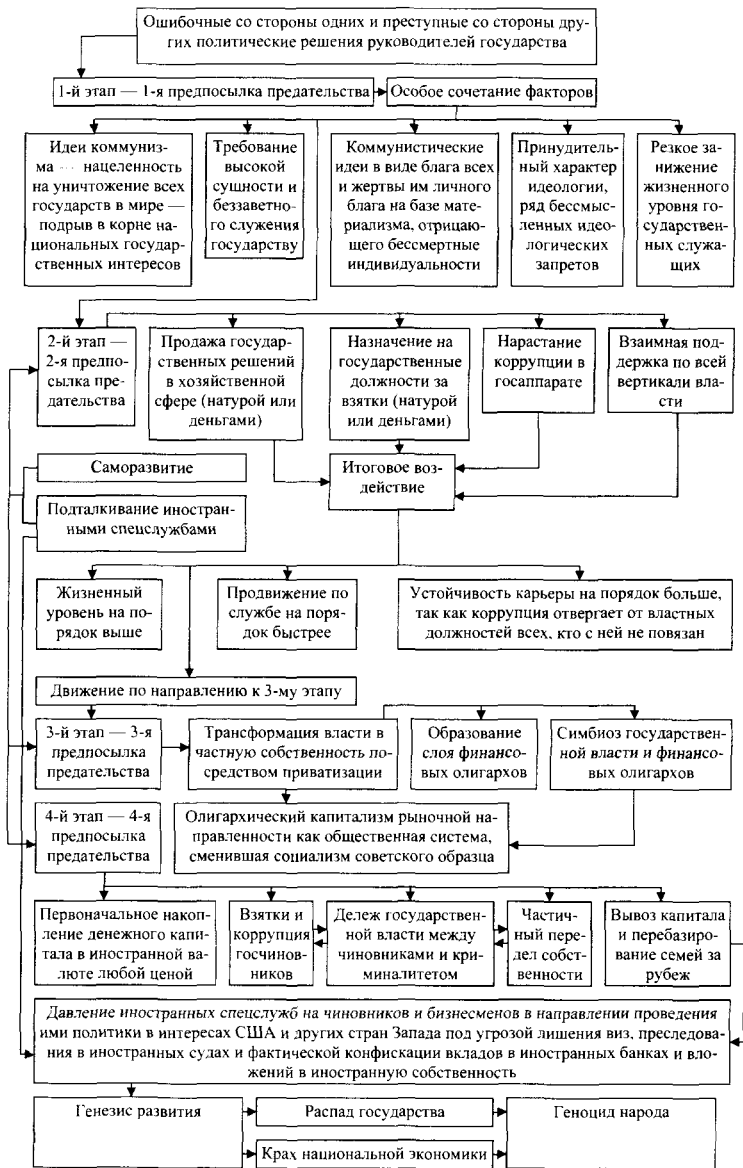 Ошибочные со стороны одних и преступные со стороны дру-
гих политические решения руководителей государства
1-й этап — 1-я предпосылка предательства
Особое сочетание факторов
Идеи коммуниз-
ма — нацеленность
на уничтожение всех
государств в мире —
подрыв в корне на-
циональных государ-
ственных интересов
Требование
высокой
сущности и
беззаветно-
го служения
государству
Коммунистические
идеи в виде блага всех
и жертвы им личного
блага на базе мате-
риализма, отрицаю-
щего бессмертные
индивидуальности
Принудитель-
ный характер
идеологии,
ряд бессмыс-
ленных идео-
логических
запретов
Резкое за-
нижение
жизненного
уровня го-
сударствен-
ных служа-
щих
2-й этап —
2-я предпо-
сылка пре-
дательства
Продажа государ-
ственных решений
в хозяйственной
сфере (натурой или
деньгами)
Назначение на
государственные
должности за
взятки (натурой
или деньгами)
Нарастание
коррупции в
госаппарате
Взаимная под-
держка по всей
вертикали вла-
сти
Саморазвитие
Итоговое воз-
действие
Подталкивание иностран-
ными спецслужбами
Жизненный
уровень на по-
рядок выше
Продвижение по
службе на поря-
док быстрее
Устойчивость карьеры на порядок больше,
так как коррупция отвергает от властных
должностей всех, кто с ней не повязан
Движение по направлению к 3-му этапу
3-й этап — 3-я
предпосылка
предательства
Трансформация власти в
частную собственность по-
средством приватизации
Образование
слоя финансо-
вых олигархов
Симбиоз государствен-
ной власти и финансо-
вых олигархов
4-й этап — 4-я
предпосылка
предательства
Олигархический капитализм рыночной на-
правленности как общественная система,
сменившая социализм советского образца
Первоначальное накоп-
ление денежного капи-
тала в иностранной ва-
люте любой ценой
Взятки и
коррупция
госчинов-
ников
Дележ государствен-
ной власти между
чиновниками и кри-
миналитетом
Частич-
ный пере-
дел собст-
венности
Вывоз капитала
и перебазиро-
вание семей за
рубеж
Давление иностранных спецслужб на чиновников и бизнесменов в направлении проведения
ими политики в интересах США и других стран Запада под угрозой лишения виз, преследова-
ния в иностранных судах и фактической конфискации вкладов в иностранных банках и вло-
жений в иностранную собственность
Генезис развития
Распад государства
Геноцид народа
Крах национальной экономики